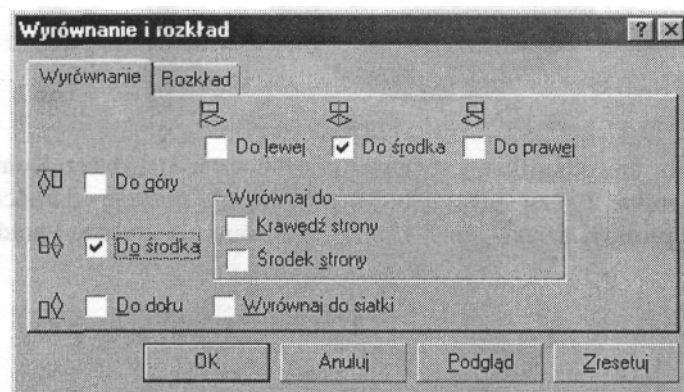 Wyrównanie i rozkład
Wyrównanie Rozkład
Do lewej Do środka Do prawej
Do góry
Wyrównaj do
Krawędź strony
Do środka
Środek strony
Do dołu Wyrównaj do siatki
OK Anuluj Podgląd Zresetuj